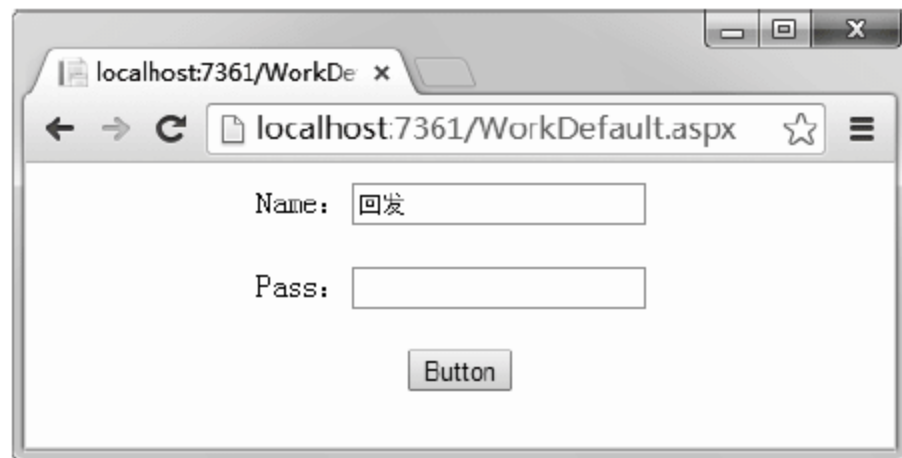 localhost:7361/WorkDe
localhost:7361/WorkDefault.aspx
Name：回发
Pass：
Button